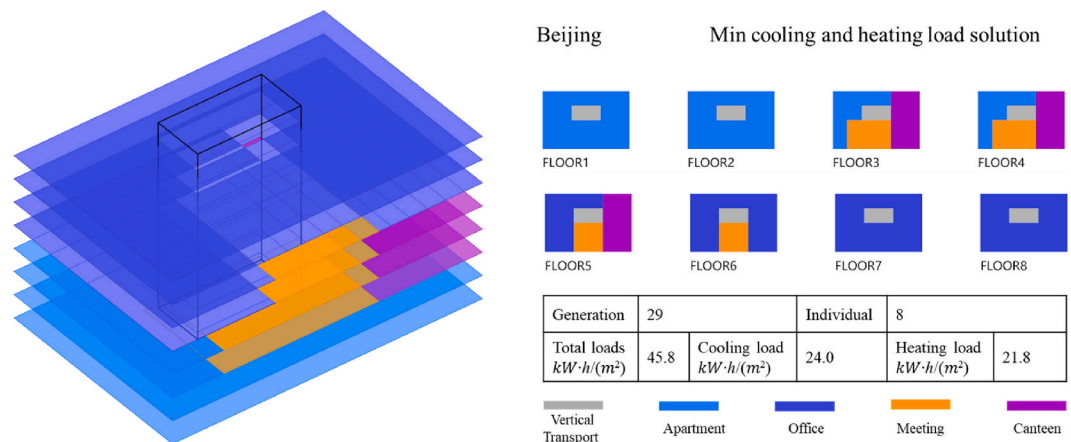 Beijing Min cooling and heating load solution
FLOOR1 FLOOR2 FLOOR3 FLOOR4
FLOOR5 FLOOR6 FLOOR7 FLOOR8
Generation 29 Individual 8
Total loads Cooling load Heating load
kW·h/(m²) 45.8 kW·h/(m²) 24.0 kW·h/(m²) 21.8
Vertical Apartment Office Meeting Canteen
Transport